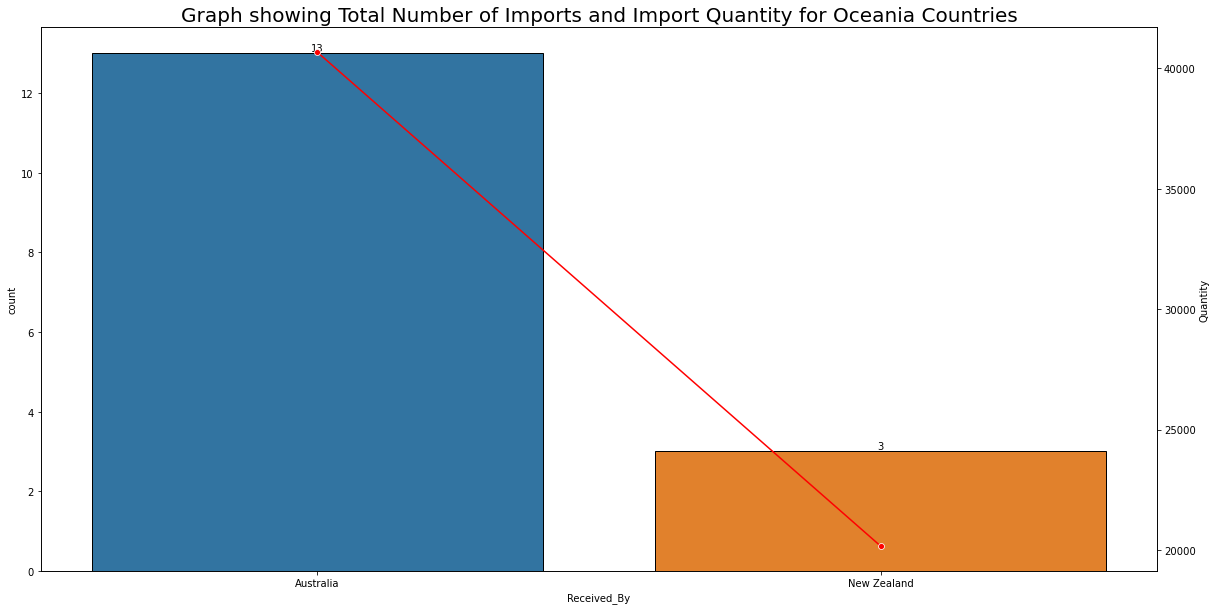 Graph showing Total Number of Imports and Import Quantity for Oceania Countries
count
12
10
8
6
4
2
0
13
3
40000
35000
30000
25000
20000
Quantity
Australia
New Zealand
Received_By